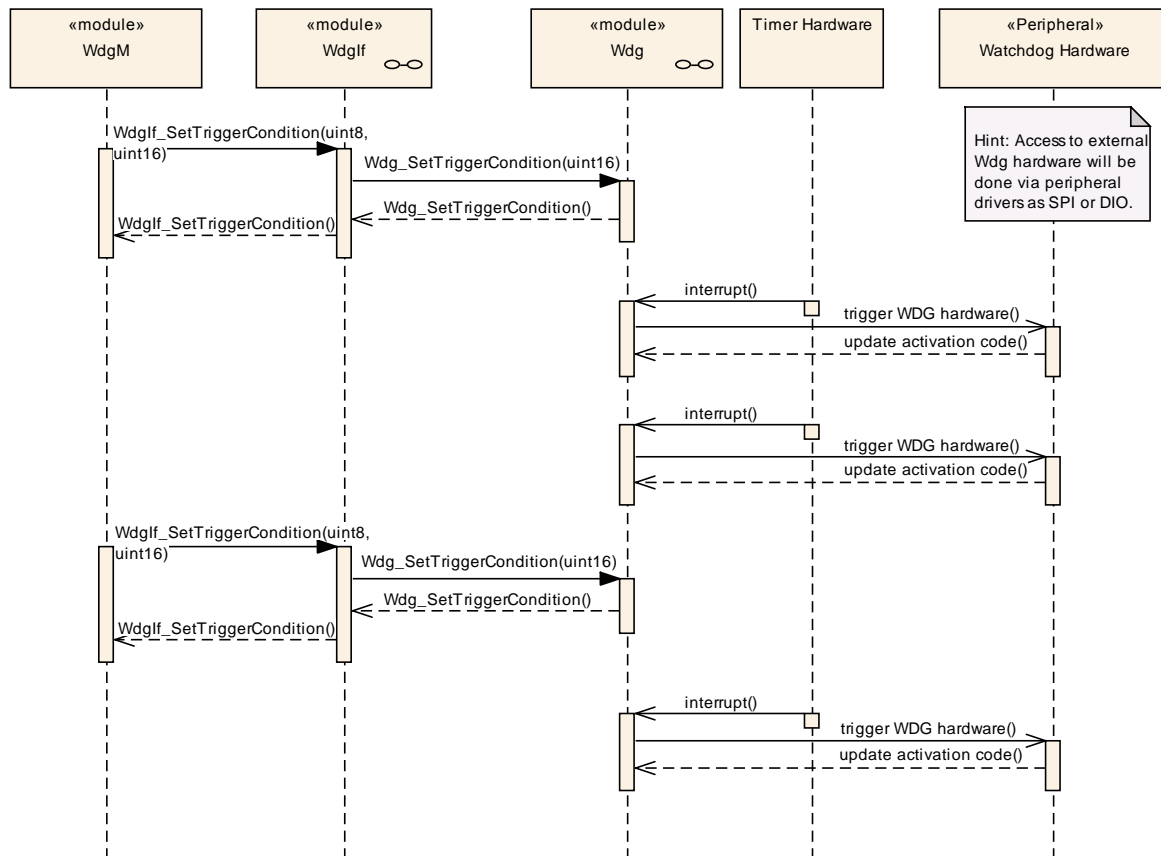 «module»
WdgM
«module»
WdgIf
«module»
Wdg
Timer Hardware
«Peripheral»
Watchdog Hardware
Hint: Access to external
Wdg hardware will be
done via peripheral
drivers as SPI or DIO.
WdgIf_SetTriggerCondition(uint8,
uint16)
Wdg_SetTriggerCondition(uint16)
Wdg_SetTriggerCondition()
WdgIf_SetTriggerCondition()
interrupt()
trigger WDG hardware()
update activation code()
interrupt()
trigger WDG hardware()
update activation code()
WdgIf_SetTriggerCondition(uint8,
uint16)
Wdg_SetTriggerCondition(uint16)
Wdg_SetTriggerCondition()
WdgIf_SetTriggerCondition()
interrupt()
trigger WDG hardware()
update activation code()